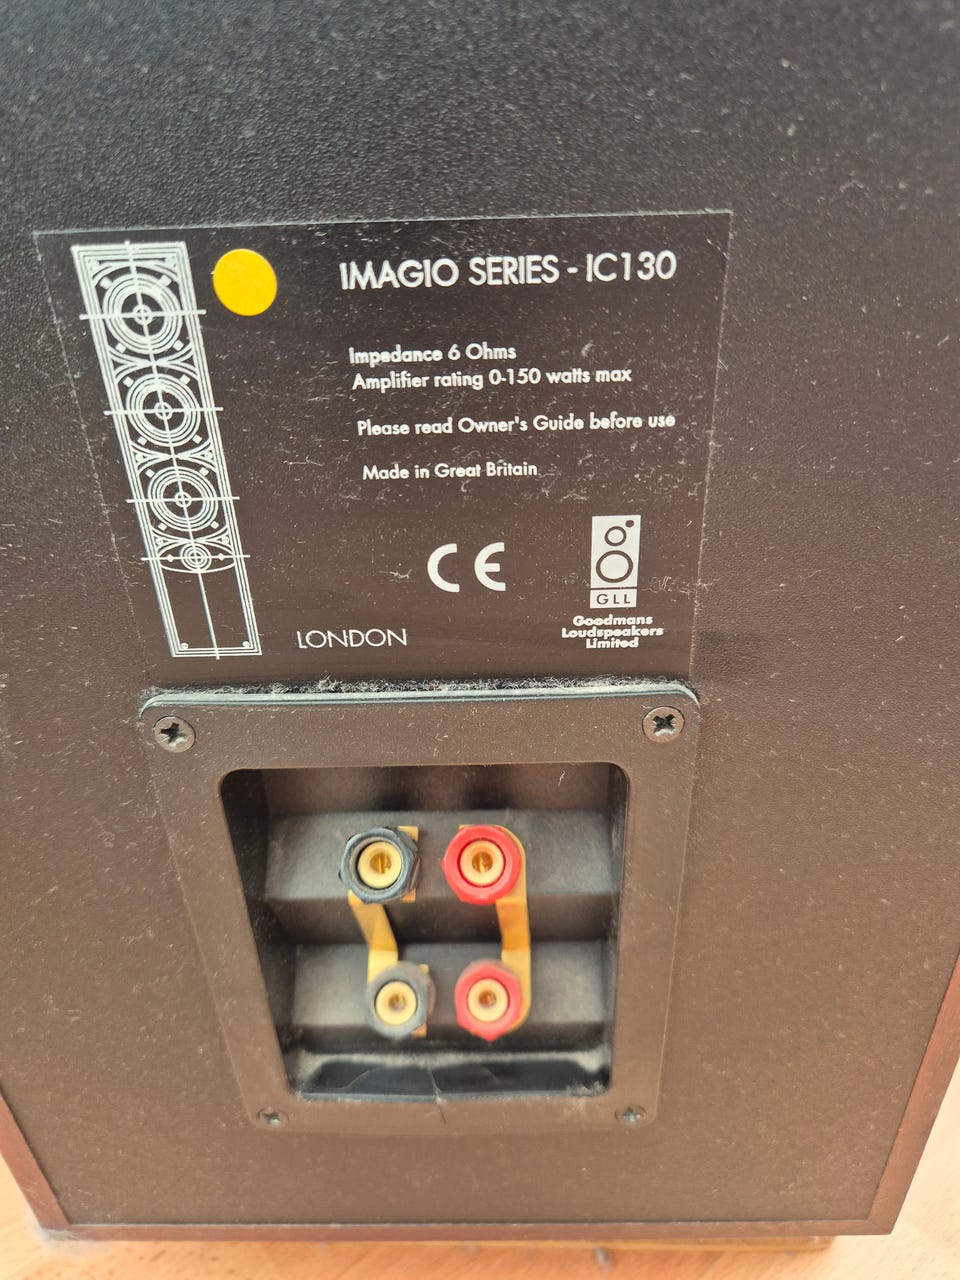 IMAGIO SERIES - IC130
Impedance 6 Ohms
Amplifier rating 0-150 watts max
Please read Owner's Guide before use
Made in Great Britain
CE
GLL
Goodmans
Loudspeakers
Limited
LONDON